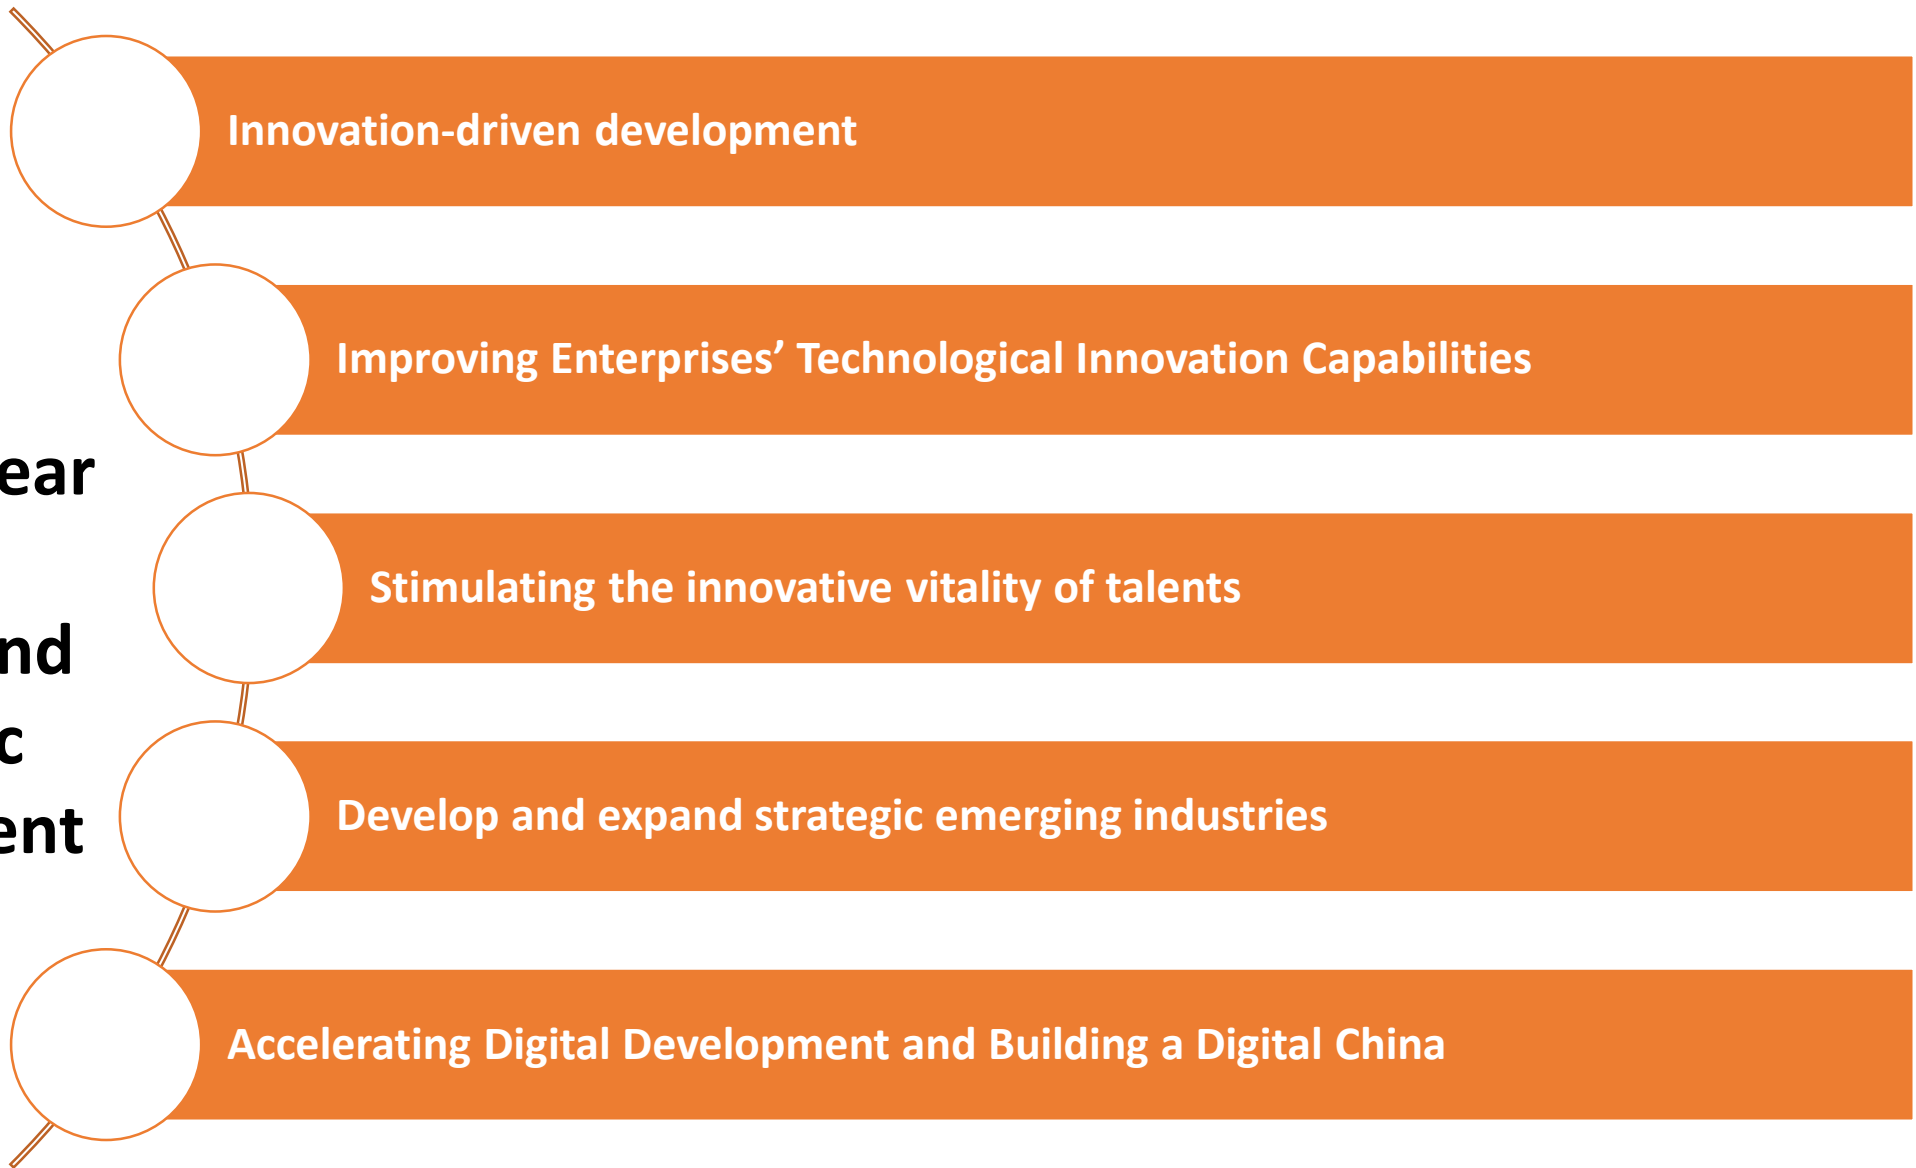 Innovation-driven development
Improving Enterprises’ Technological Innovation Capabilities
ear
Stimulating the innovative vitality of talents
nd
c
Develop and expand strategic emerging industries
ent
Accelerating Digital Development and Building a Digital China